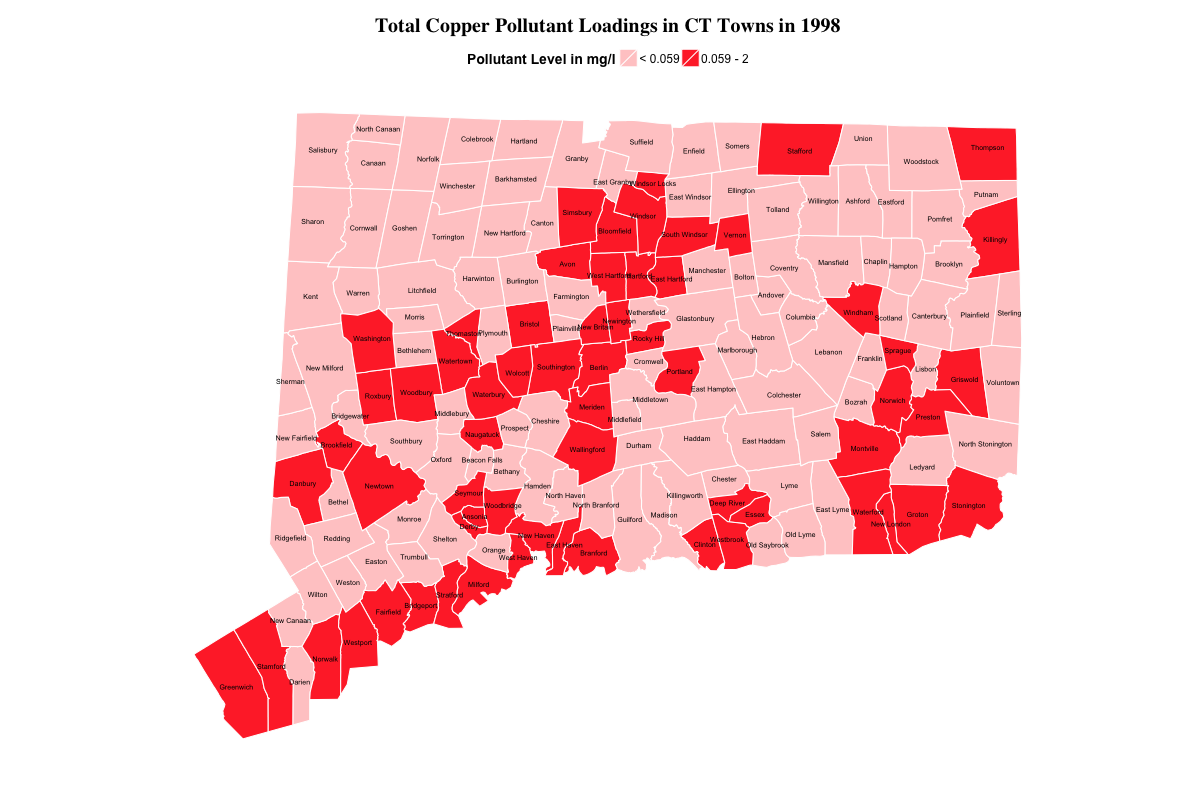 Total Copper Pollutant Loadings in CT Towns in 1998
Pollutant Level in mg/l < 0.059 0.059 - 2
North Canaan
Colebrook
Hartland
Salisbury
Canaan
Norfolk
Granby
Suffield
Enfield
Somers
Stafford
Union
Woodstock
Thompson
Winchester
Barkhamsted
East Granby
Windsor Locks
East Windsor
Ellington
Tolland
Willington
Ashford
Eastford
Putnam
Pomfret
Sharon
Cornwall
Goshen
Torrington
New Hartford
Canton
Simsbury
Bloomfield
Windsor
South Windsor
Vernon
Killingly
Kent
Warren
Litchfield
Harwinton
Burlington
Avon
Farmington
West Hartford
Hartford
East Hartford
Manchester
Bolton
Coventry
Andover
Mansfield
Chaplin
Hampton
Brooklyn
Morris
Washington
Bethlehem
Thomaston
Plymouth
Bristol
Plainville
New Britain
Newington
Wethersfield
Glastonbury
Rocky Hill
Columbia
Windham
Scotland
Canterbury
Plainfield
Sterling
New Milford
Sherman
Watertown
Wolcott
Southington
Berlin
Cromwell
Portland
Marlborough
Hebron
Lebanon
Franklin
Sprague
Lisbon
Griswold
Voluntown
Roxbury
Woodbury
Waterbury
Meriden
Middletown
East Hampton
Colchester
Bozrah
Norwich
Preston
Bridgewater
Middlebury
Naugatuck
Prospect
Cheshire
Middlefield
New Fairfield
Brookfield
Southbury
Oxford
Beacon Falls
Bethany
Wallingford
Durham
Haddam
East Haddam
Salem
Montville
Ledyard
North Stonington
Danbury
Bethel
Newtown
Seymour
Woodbridge
Hamden
North Haven
North Branford
Guilford
Madison
Killingworth
Chester
Deep River
Essex
Lyme
East Lyme
Waterford
New London
Groton
Stonington
Monroe
Ansonia
Derby
Shelton
Orange
New Haven
West Haven
East Haven
Branford
Clinton
Westbrook
Old Saybrook
Old Lyme
Ridgefield
Redding
Easton
Trumbull
Weston
Wilton
Milford
Stratford
Bridgeport
Fairfield
New Canaan
Westport
Norwalk
Stamford
Darien
Greenwich